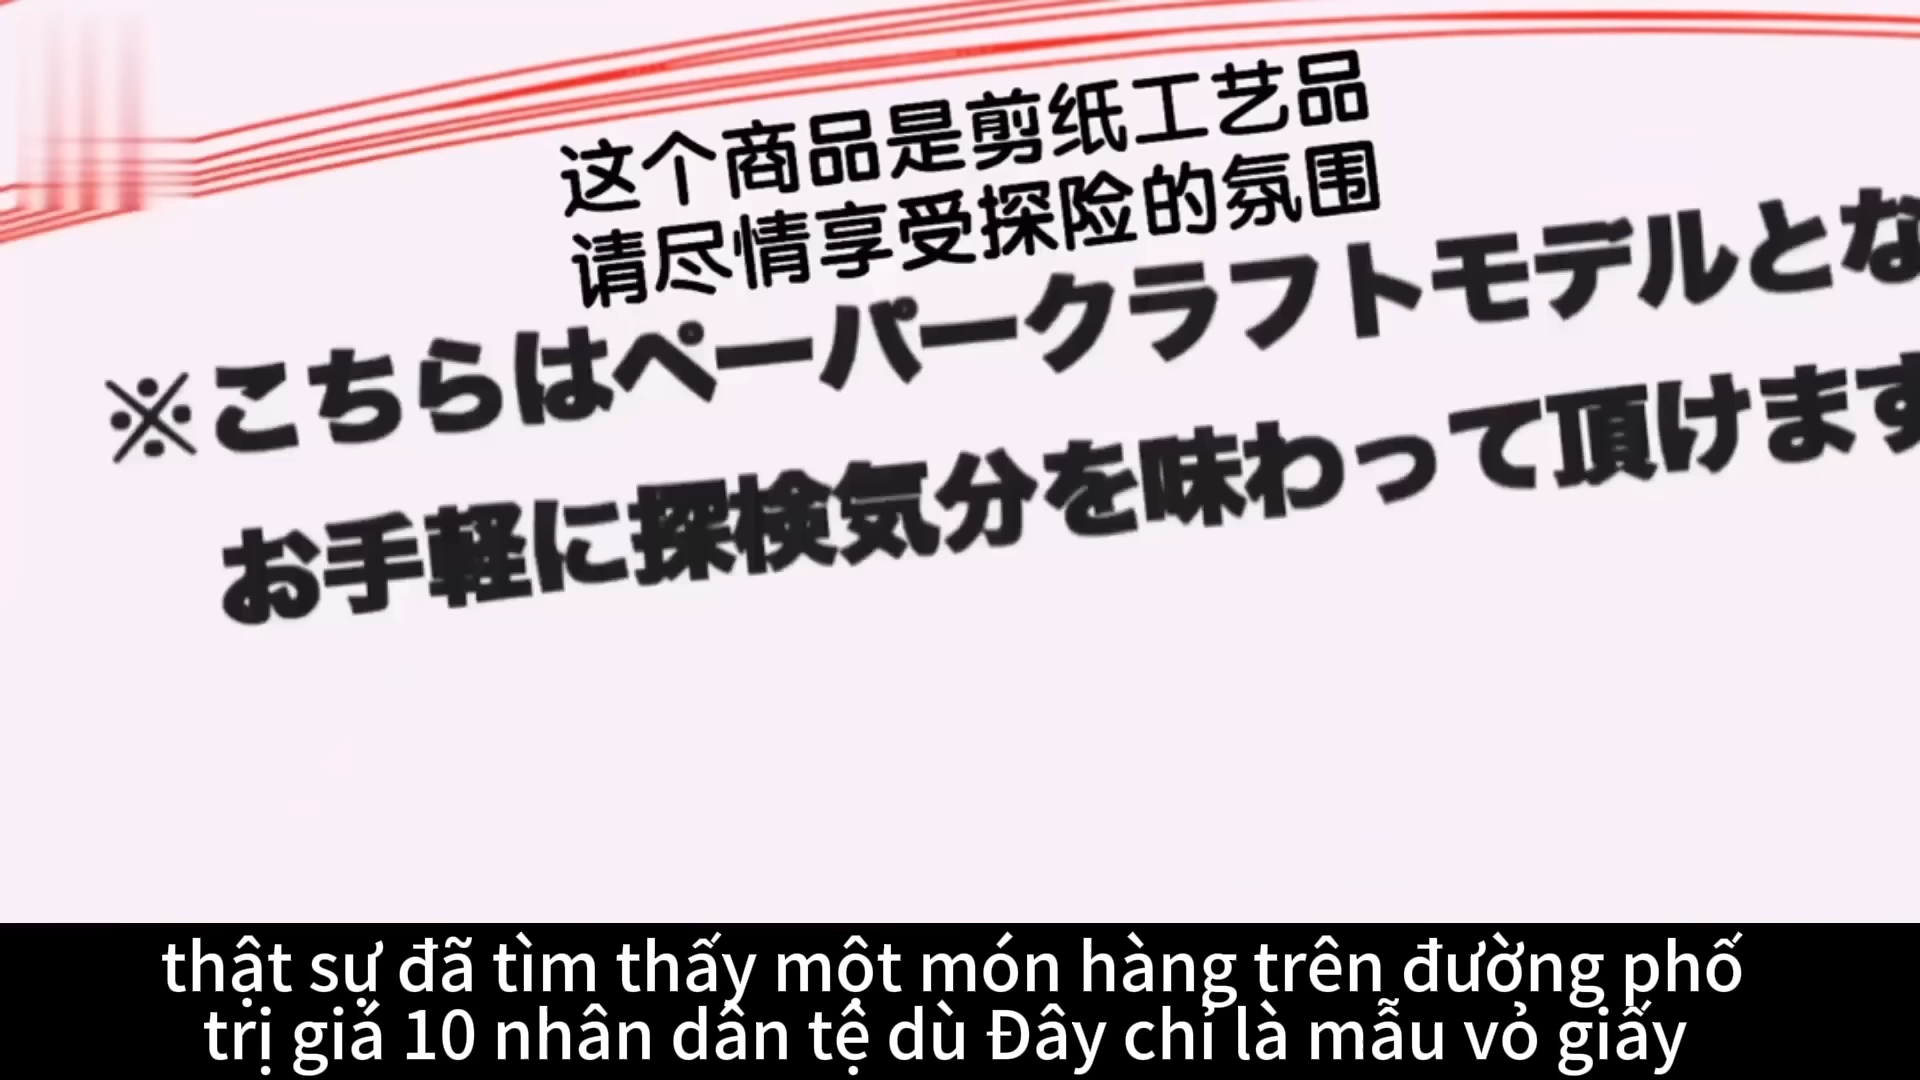 这个商品是剪纸工艺品
请尽情享受探险的氛围
※こちらはペーパークラフトモデルとな
お手軽に探検気分を味わって頂けます
thật sự đã tìm thấy một món hàng trên đường phố
trị giá 10 nhân dân tệ dù Đây chỉ là mẫu vỏ giấy